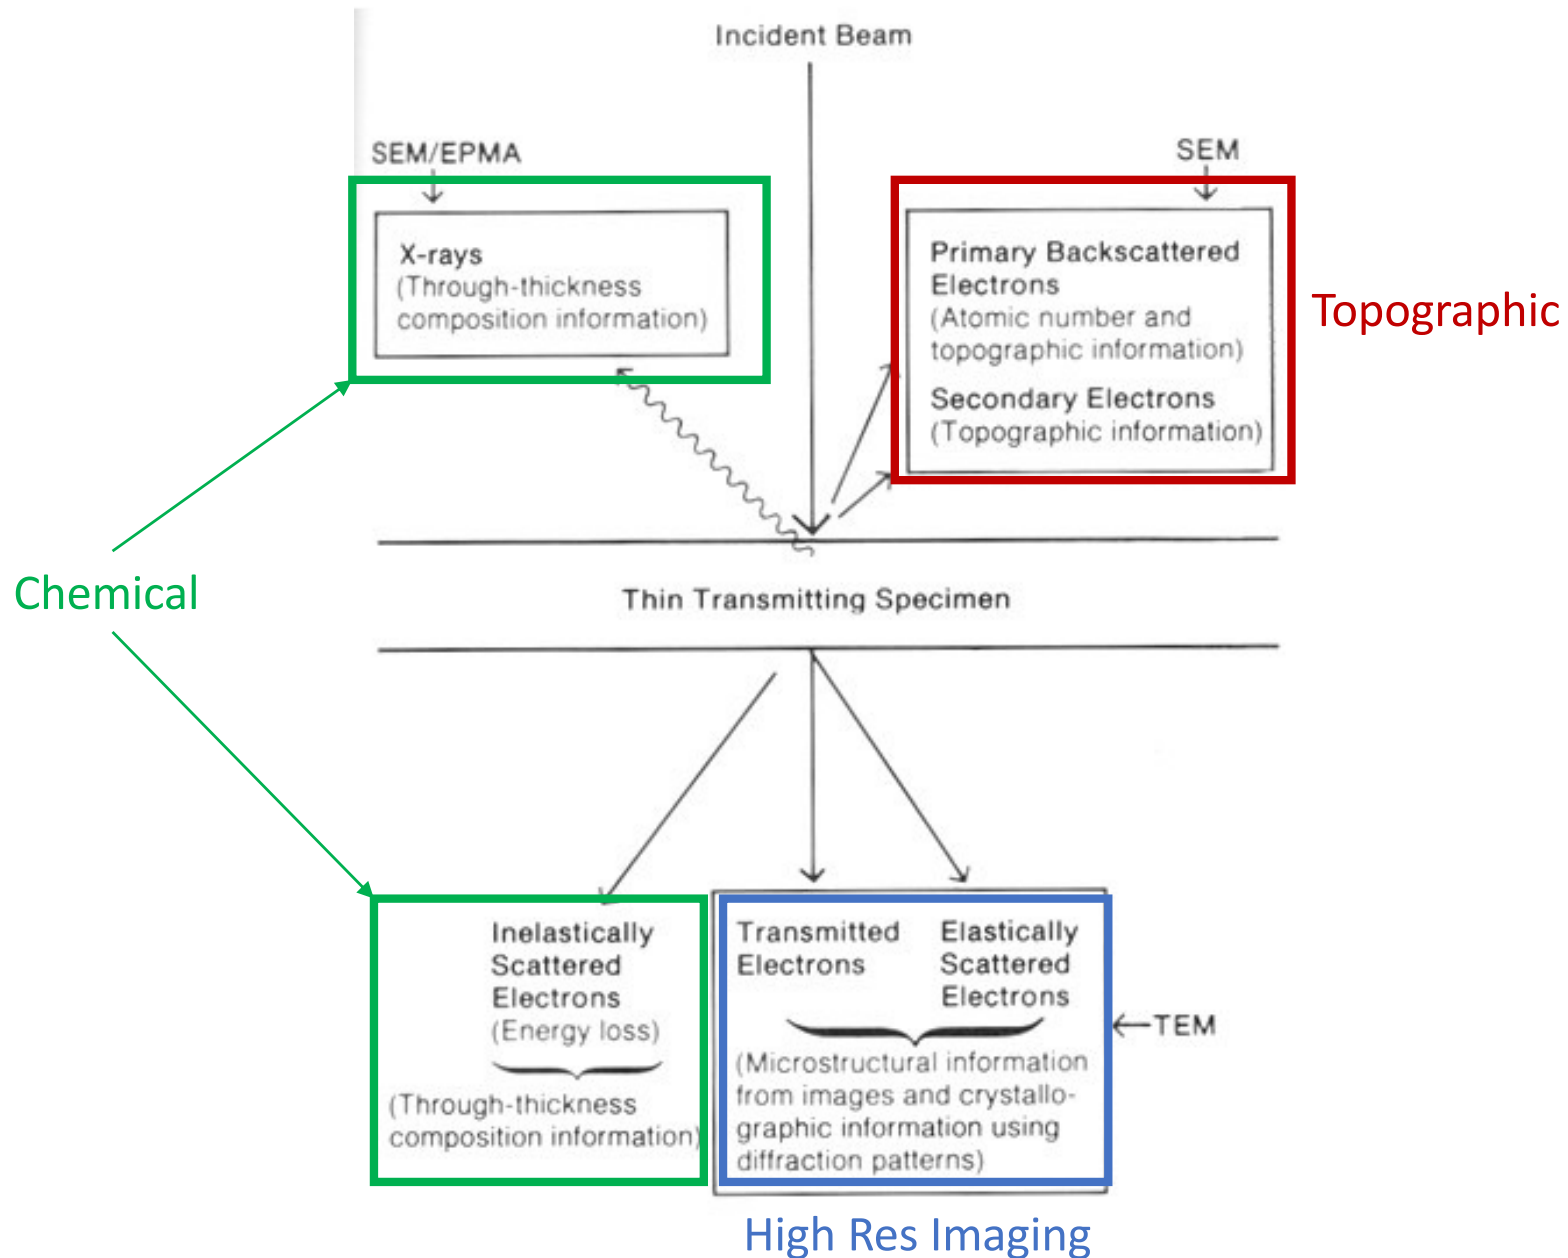 Incident Beam
SEM/EPMA
SEM
X-rays
(Through-thickness
composition information)
Primary Backscattered
Electrons
(Atomic number and
topographic information)
Secondary Electrons
(Topographic information)
Topographic
Chemical
Thin Transmitting Specimen
Inelastically
Scattered
Electrons
(Energy loss)
(Through-thickness
composition information)
Transmitted
Electrons
Elastically
Scattered
Electrons
(Microstructural information
from images and crystallo-
graphic information using
diffraction patterns)
TEM
High Res Imaging